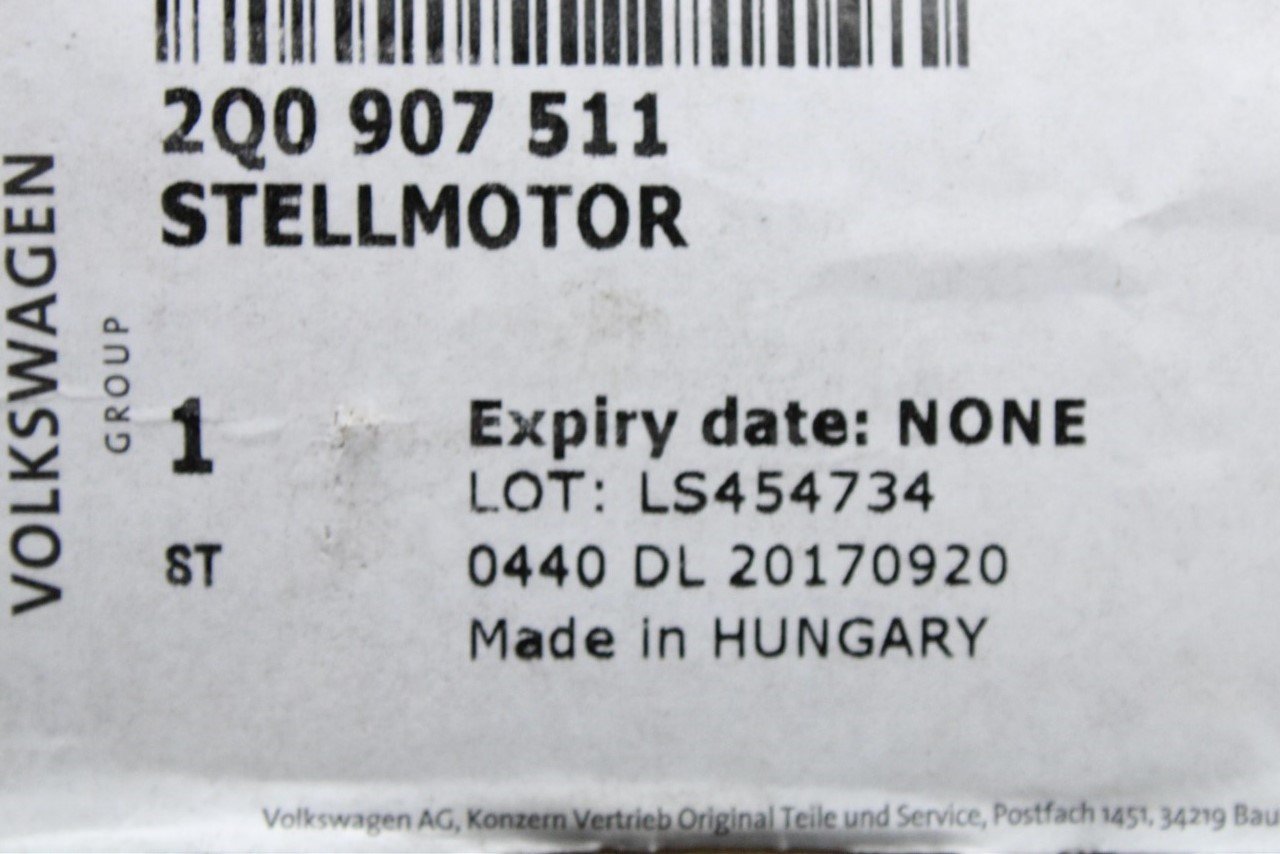 2Q0 907 511
STELLMOTOR
VOLKSWAGEN
GROUP
1
Expiry date: NONE
LOT: LS454734
ST
0440 DL 20170920
Made in HUNGARY
Volkswagen AG, Konzern Vertrieb Original Teile und Service, Postfach 1451, 34219 Bau